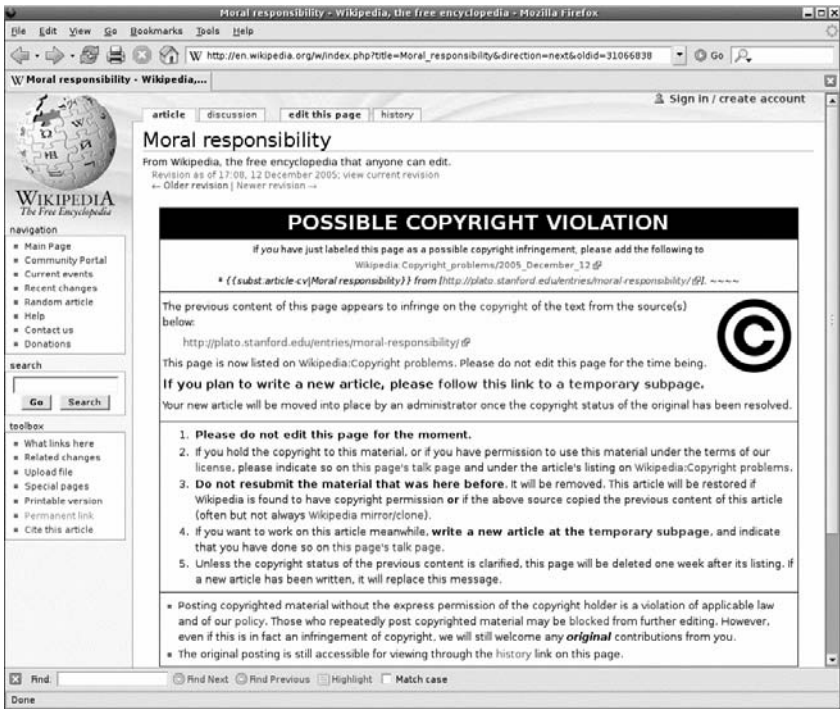 Moral responsibility - Wikipedia, the free encyclopedia - Mozilla Firefox
File Edit View Go Bookmarks Tools Help
W http://en.wikipedia.org/w/index.php?title=Moral_responsibility&direction=next&oldid=31066838 Go
W Moral responsibility - Wikipedia,...
Sign in / create account
article discussion edit this page history
Moral responsibility
From Wikipedia, the free encyclopedia that anyone can edit.
Revision as of 17:08, 12 December 2005; view current revision
← Older revision | Newer revision →
WIKIPEDIA
The Free Encyclopedia
navigation
Main Page
Community Portal
Current events
Recent changes
Random article
Help
Contact us
Donations
search
Go Search
toolbox
What links here
Related changes
Upload file
Special pages
Printable version
Permanent link
Cite this article
POSSIBLE COPYRIGHT VIOLATION
If you have just labeled this page as a possible copyright infringement, please add the following to
Wikipedia:Copyright_problems/2005_December_12
* {{subst:article-cv|Moral responsibility}} from [http://plato.stanford.edu/entries/moral-responsibility/]. ~~~~
The previous content of this page appears to infringe on the copyright of the text from the source(s)
below:
http://plato.stanford.edu/entries/moral-responsibility/
©
This page is now listed on Wikipedia:Copyright problems. Please do not edit this page for the time being.
If you plan to write a new article, please follow this link to a temporary subpage.
Your new article will be moved into place by an administrator once the copyright status of the original has been resolved.
1. Please do not edit this page for the moment.
2. If you hold the copyright to this material, or if you have permission to use this material under the terms of our
license, please indicate so on this page's talk page and under the article's listing on Wikipedia:Copyright problems.
3. Do not resubmit the material that was here before. It will be removed. This article will be restored if
Wikipedia is found to have copyright permission or if the above source copied the previous content of this article
(often but not always Wikipedia mirror/clone).
4. If you want to work on this article meanwhile, write a new article at the temporary subpage, and indicate
that you have done so on this page's talk page.
5. Unless the copyright status of the previous content is clarified, this page will be deleted one week after its listing. If
a new article has been written, it will replace this message.
Posting copyrighted material without the express permission of the copyright holder is a violation of applicable law
and of our policy. Those who repeatedly post copyrighted material may be blocked from further editing. However,
even if this is in fact an infringement of copyright, we will still welcome any original contributions from you.
The original posting is still accessible for viewing through the history link on this page.
Find: Find Next Find Previous Highlight Match case
Done